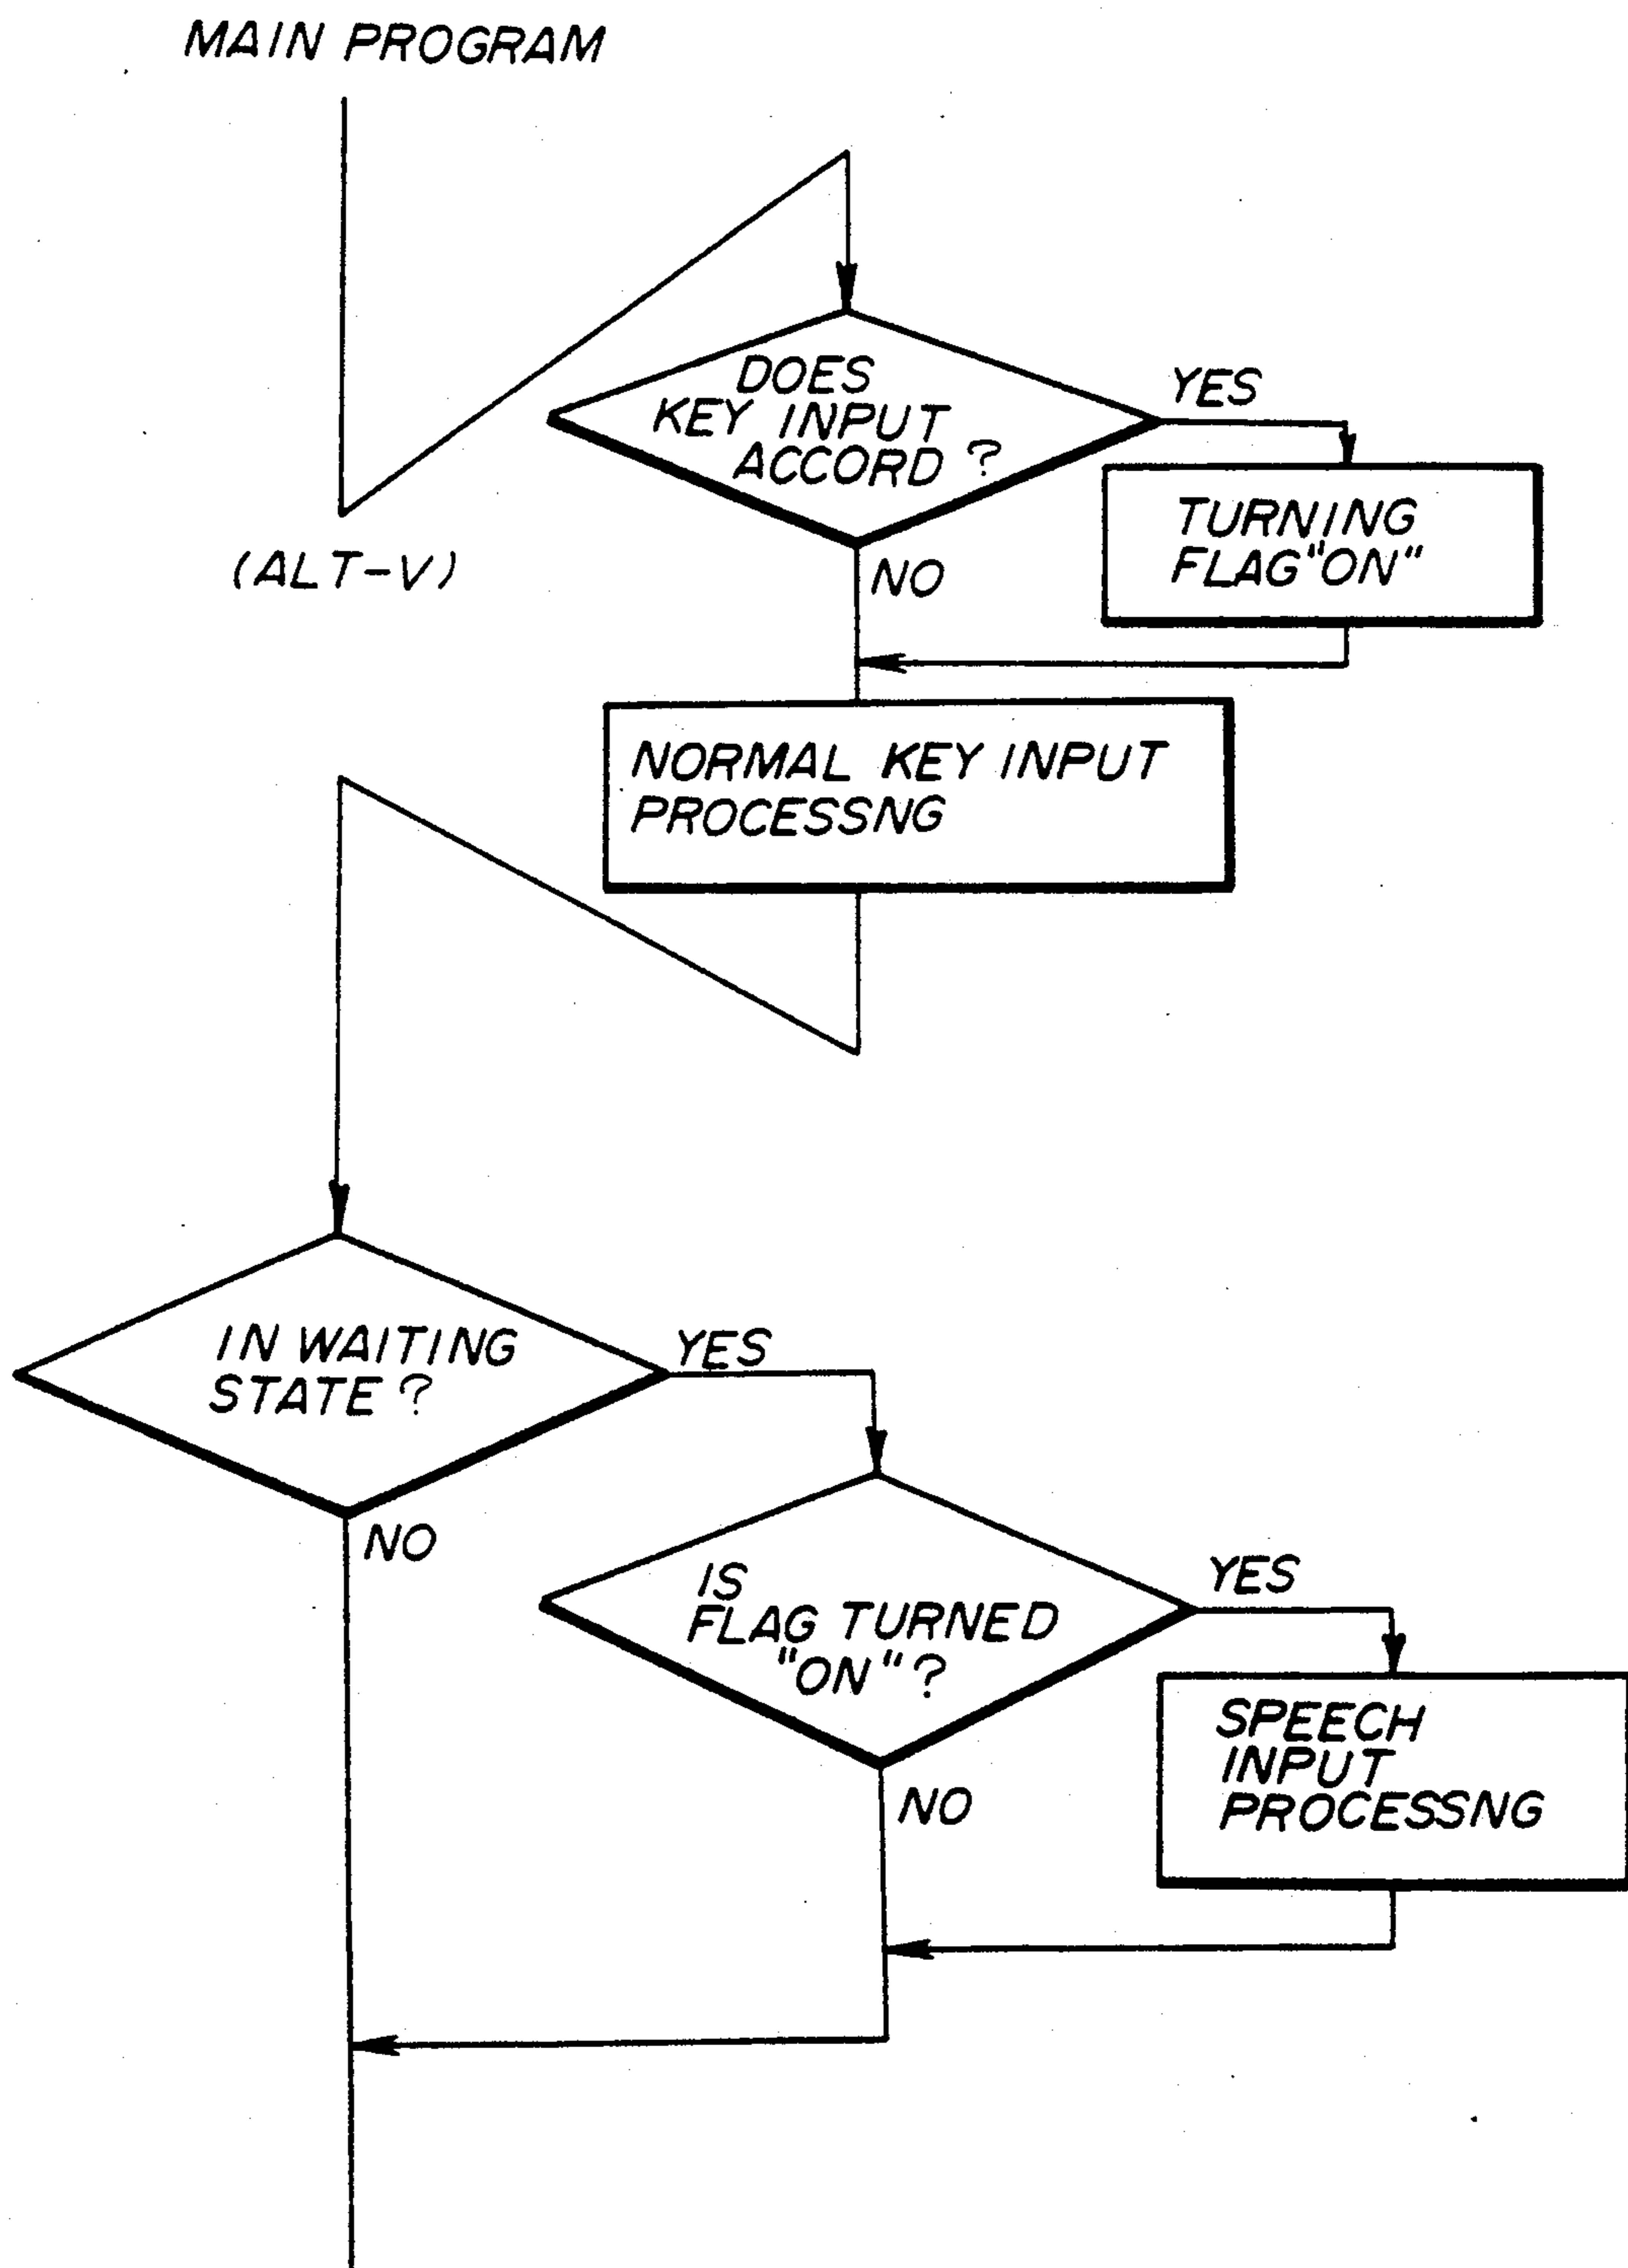 MAIN PROGRAM
DOES
KEY INPUT
ACCORD ?
YES
TURNING
FLAG "ON"
(ALT-V)
NO
NORMAL KEY INPUT
PROCESSNG
IN WAITING
STATE ?
YES
NO
IS
FLAG TURNED
"ON" ?
YES
SPEECH
INPUT
PROCESSNG
NO